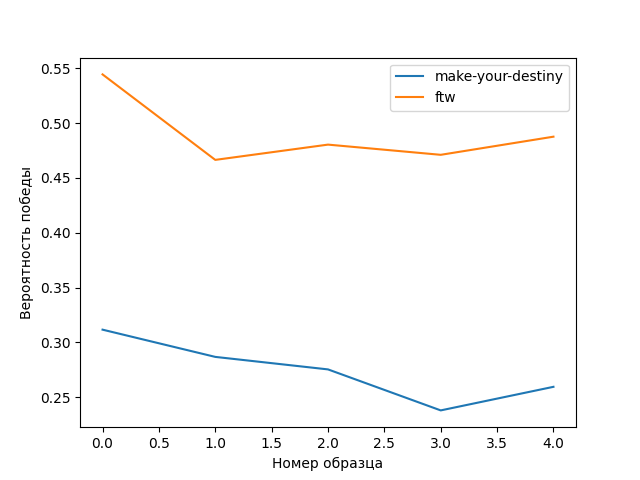 make-your-destiny
ftw
0.55
0.50
0.45
0.40
0.35
0.30
0.25
Вероятность победы
0.0 0.5 1.0 1.5 2.0 2.5 3.0 3.5 4.0
Номер образца